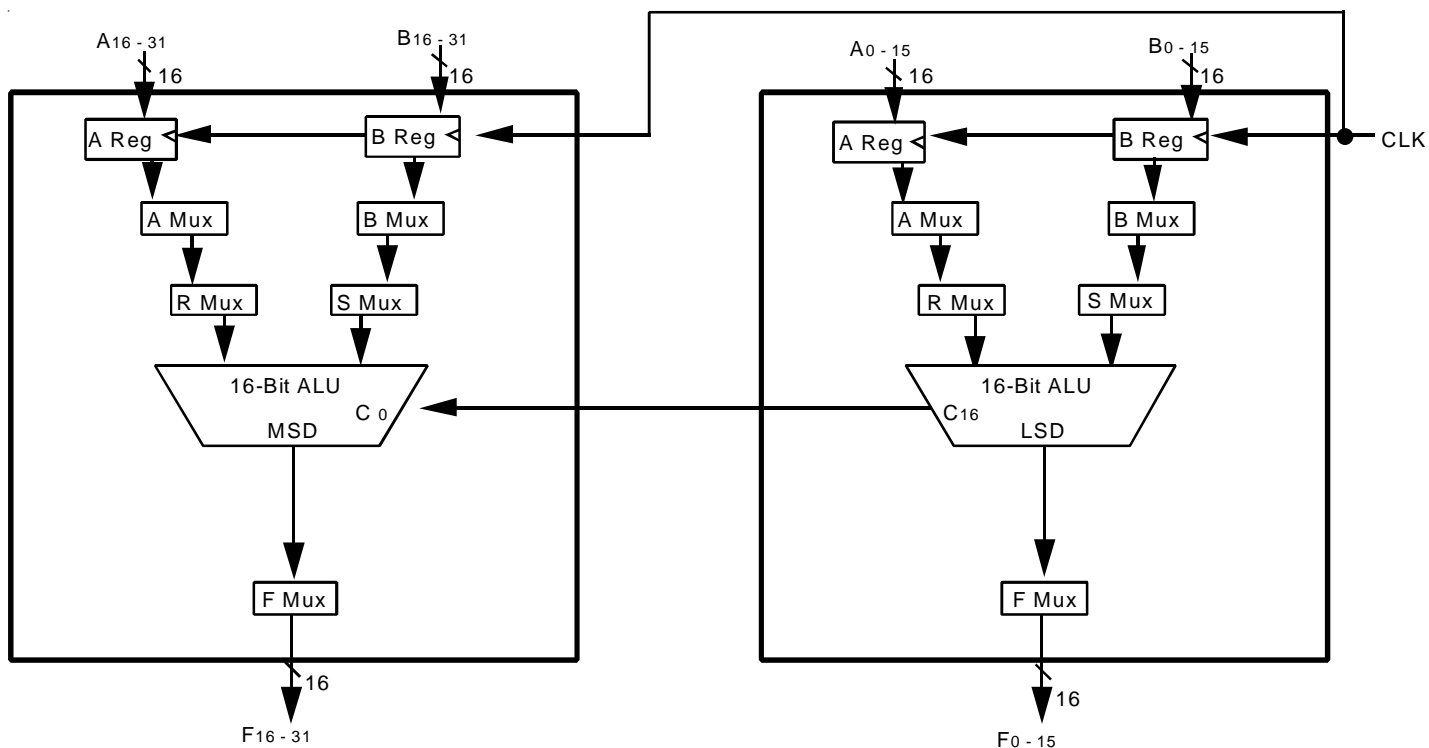 A16 - 31
B16 - 31
A0 - 15
B0 - 15
16
16
16
16
A Reg
B Reg
A Reg
B Reg
CLK
A Mux
B Mux
A Mux
B Mux
R Mux
S Mux
R Mux
S Mux
16-Bit ALU
C 0
MSD
16-Bit ALU
C16
LSD
F Mux
F Mux
16
16
F16 - 31
F0 - 15